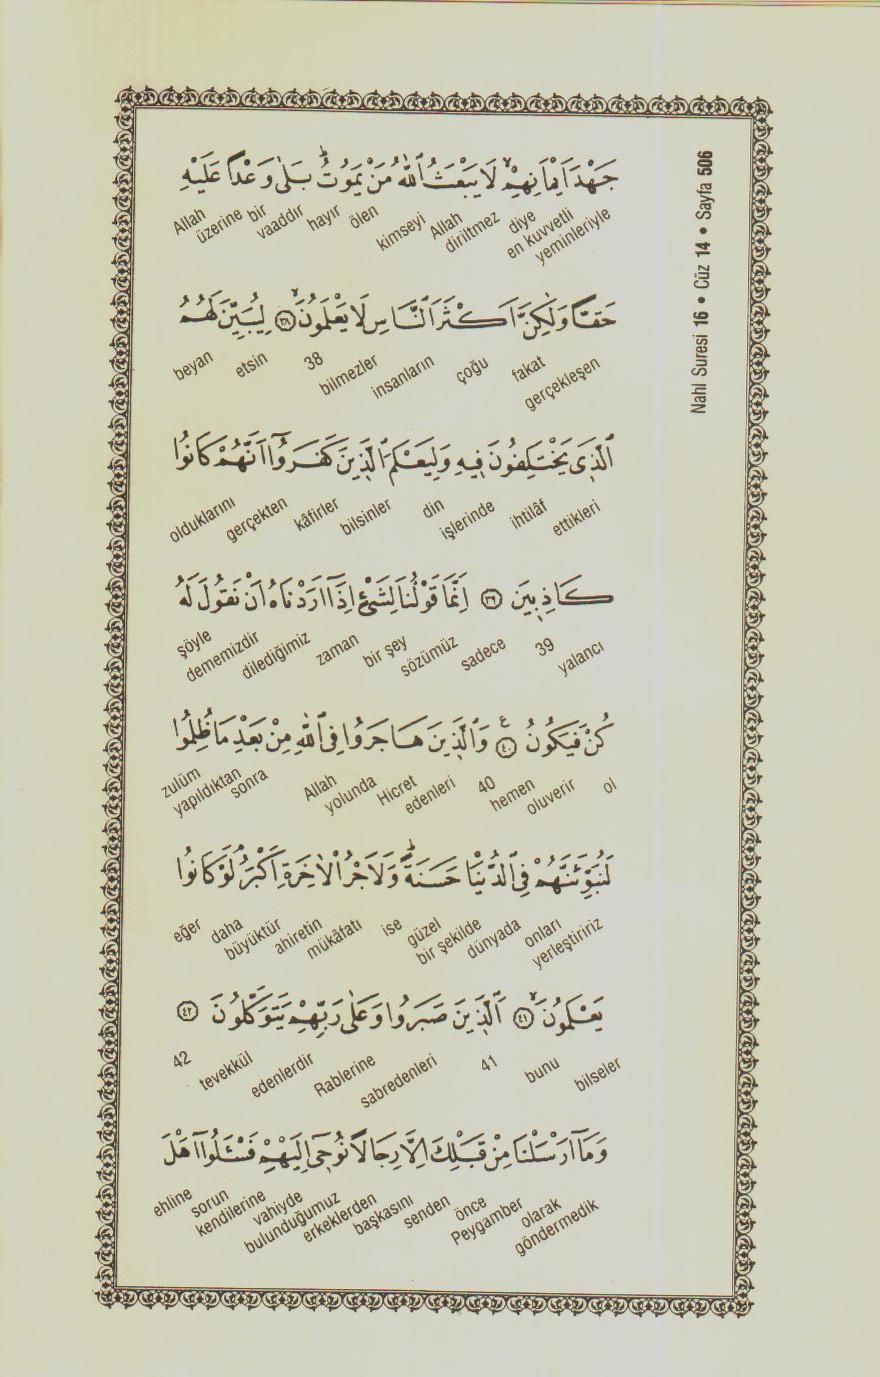 Nahl Suresi 16 • Cüz 14 • Sayfa 506
جَهْدَ اَيْمَانِهِمْۙ لَا يَبْعَثُ اللّٰهُ مَنْ يَمُوتُۜ بَلٰى وَعْداً عَلَيْهِ
en kuvvetli yeminleriyle diye Allah diriltmez kimseyi ölen hayır bir vaaddir Allah üzerine
حَقاًّ وَلٰكِنَّ اَكْثَرَ النَّاسِ لَا يَعْلَمُونَۙ ﴿٣٨﴾ لِيُبَيِّنَ لَهُمُ
gerçekleşen fakat çoğu insanların bilmezler 38 etsin beyan
الَّذ۪ي يَخْتَلِفُونَ ف۪يهِ وَلِيَعْلَمَ الَّذ۪ينَ كَفَرُٓوا اَنَّهُمْ كَانُوا
ihtilâf ettikleri din işlerinde bilsinler kâfirler gerçekten olduklarını
كَاذِب۪ينَ ﴿٣٩﴾ اِنَّمَا قَوْلُنَا لِشَيْءٍ اِذَٓا اَرَدْنَاهُ اَنْ نَقُولَ لَهُ
yalancı 39 sadece sözümüz bir şey zaman dilediğimiz şöyle dememizdir
كُنْ فَيَكُونُ۟ ﴿٤٠﴾ وَالَّذ۪ينَ هَاجَرُوا فِي اللّٰهِ مِنْ بَعْدِ مَا ظُلِمُوا
ol hemen oluverir 40 Hicret edenleri Allah yolunda zulüm yapıldıktan sonra
لَنُبَوِّئَنَّهُمْ فِي الدُّنْيَا حَسَنَةًۜ وَلَاَجْرُ الْاٰخِرَةِ اَكْبَرُۢ لَوْ كَانُوا
onları yerleştiririz dünyada güzel bir şekilde ise ahiretin mükâfatı daha büyüktür eğer
يَعْلَمُونَۙ ﴿٤١﴾ اَلَّذ۪ينَ صَبَرُوا وَعَلٰى رَبِّهِمْ يَتَوَكَّلُونَ ﴿٤٢﴾
bilseler bunu 41 sabredenleri Rablerine edenlerdir tevekkül 42
وَمَٓا اَرْسَلْنَا مِنْ قَبْلِكَ اِلَّا رِجَالاً نُوح۪ٓي اِلَيْهِمْ فَسْـَٔلُٓوا اَهْلَ
olarak göndermedik önce Peygamber senden başkasını erkeklerden vahiyde bulunduğumuz kendilerine sorun ehline